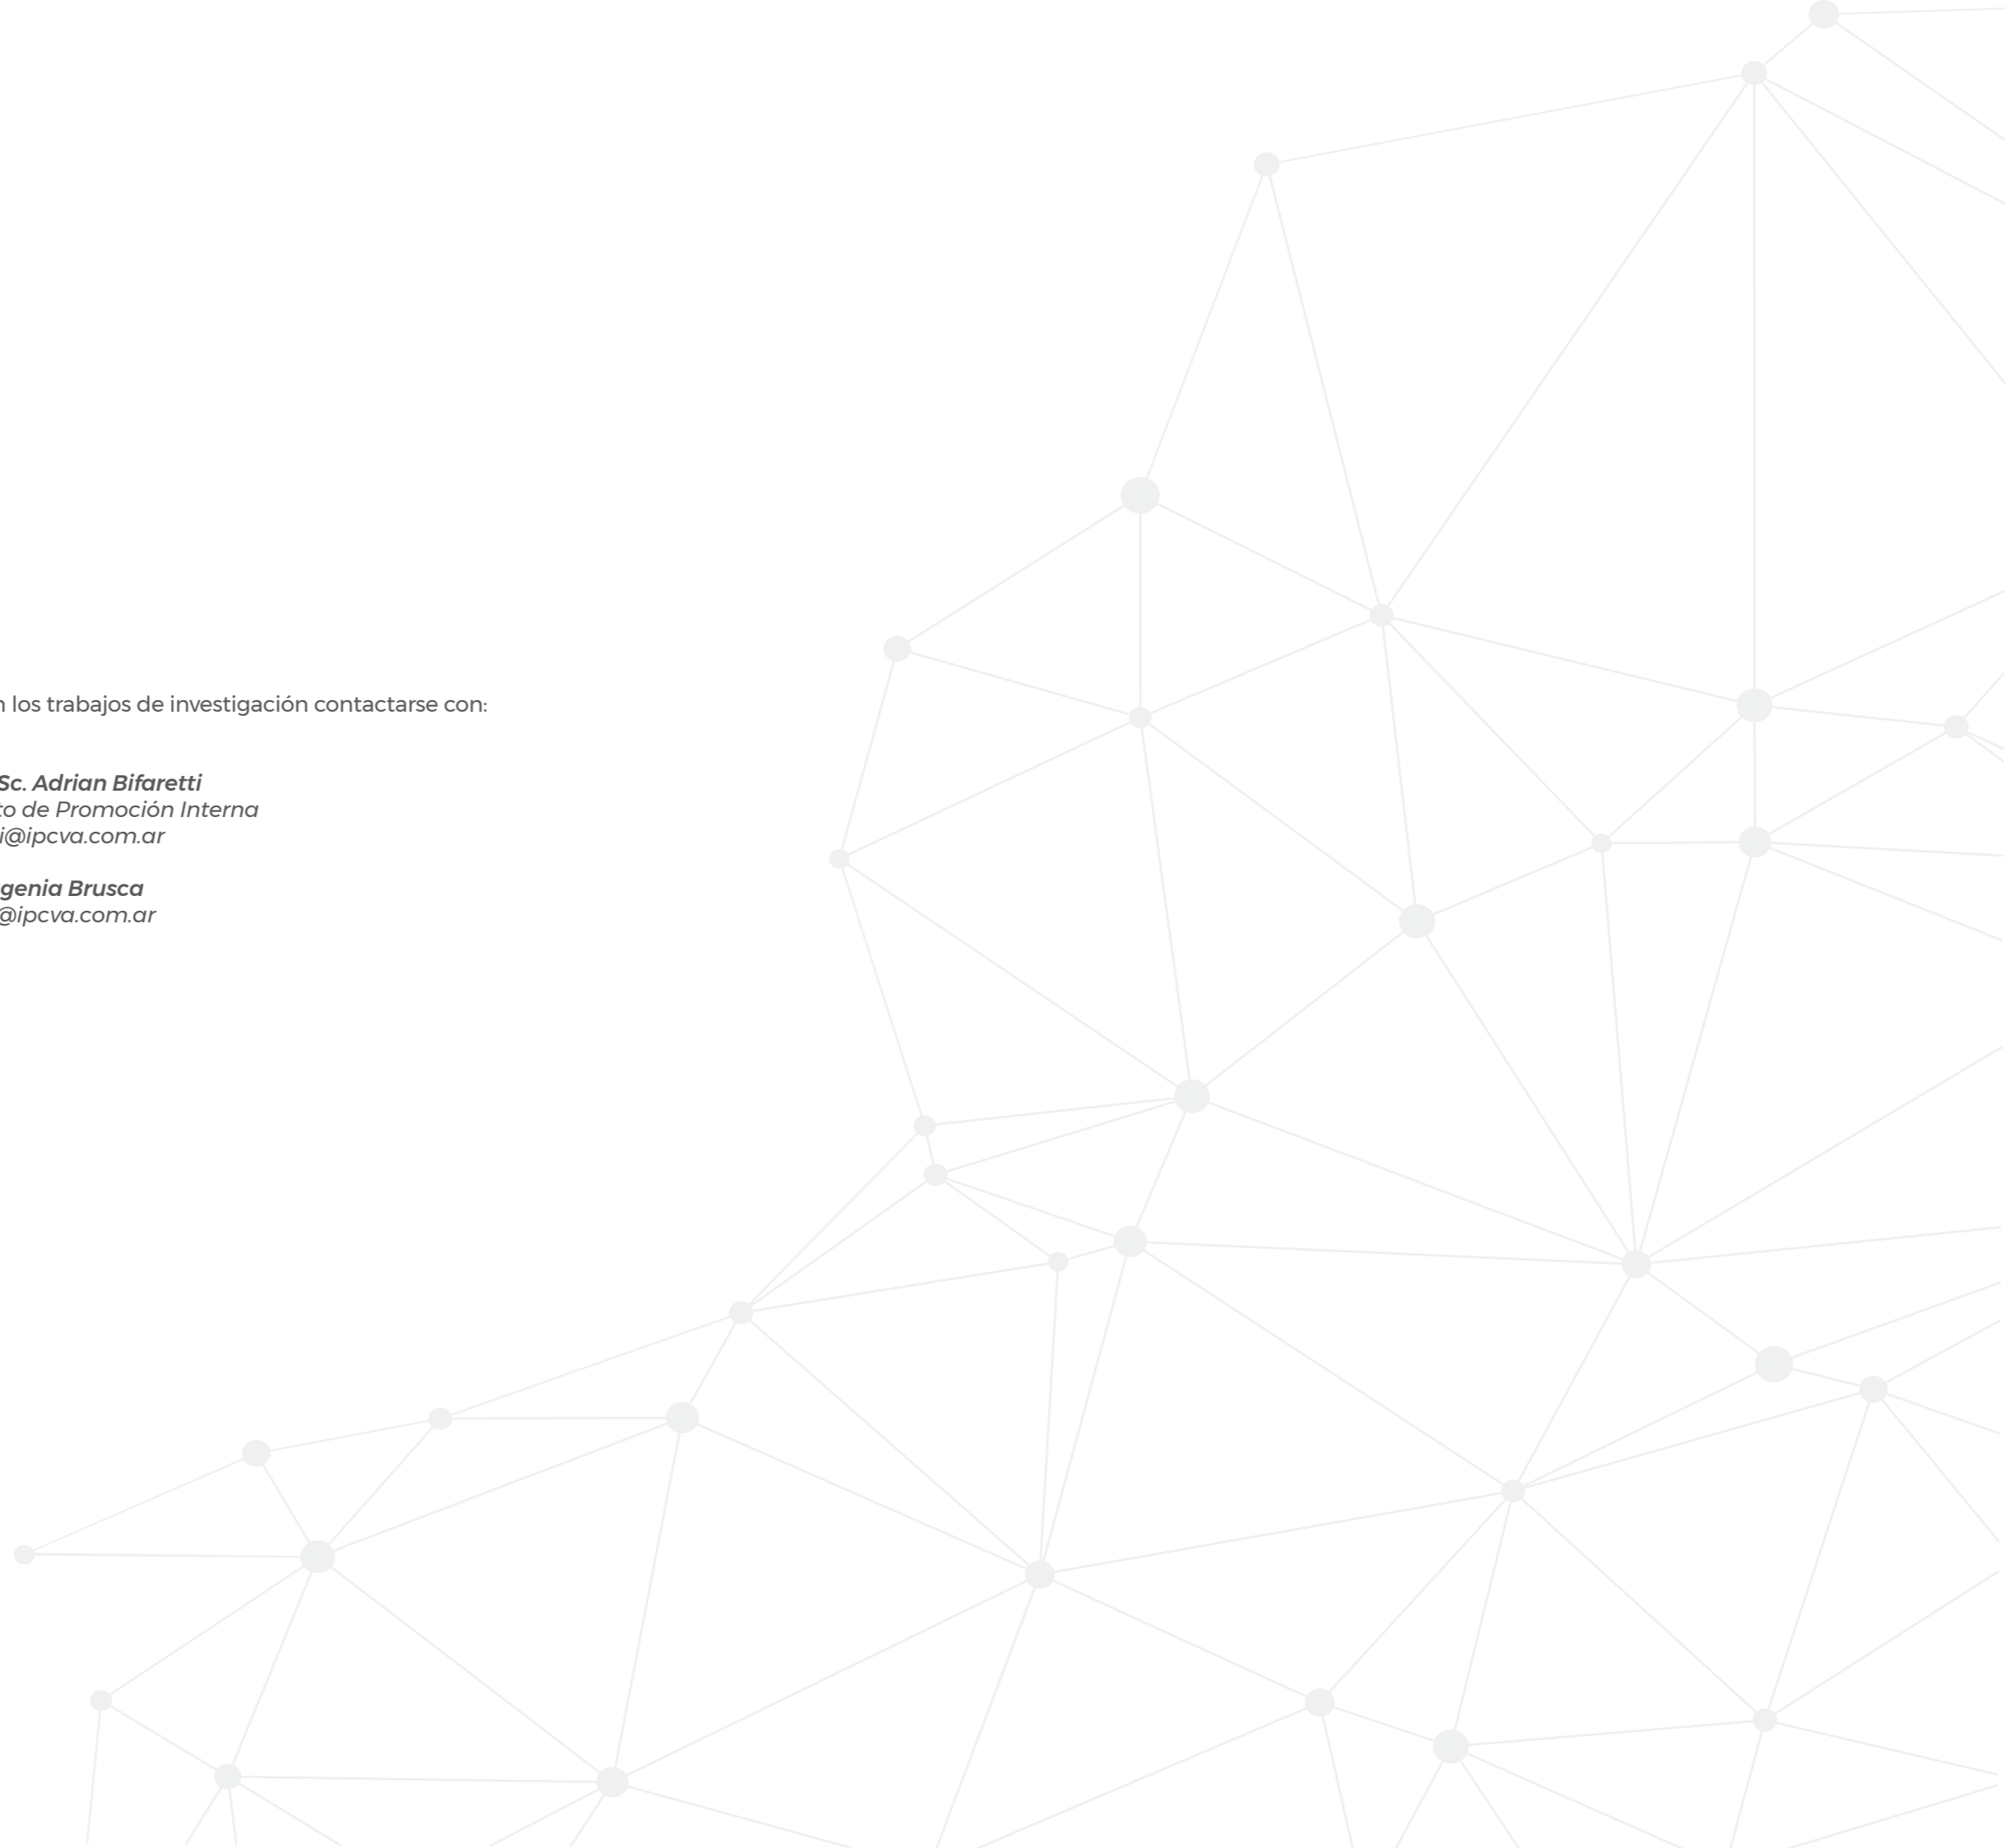 los trabajos de investigación contactarse con:
Sc. Adrian Bifaretti
de Promoción Interna
i@ipcva.com.ar
genia Brusca
@ipcva.com.ar